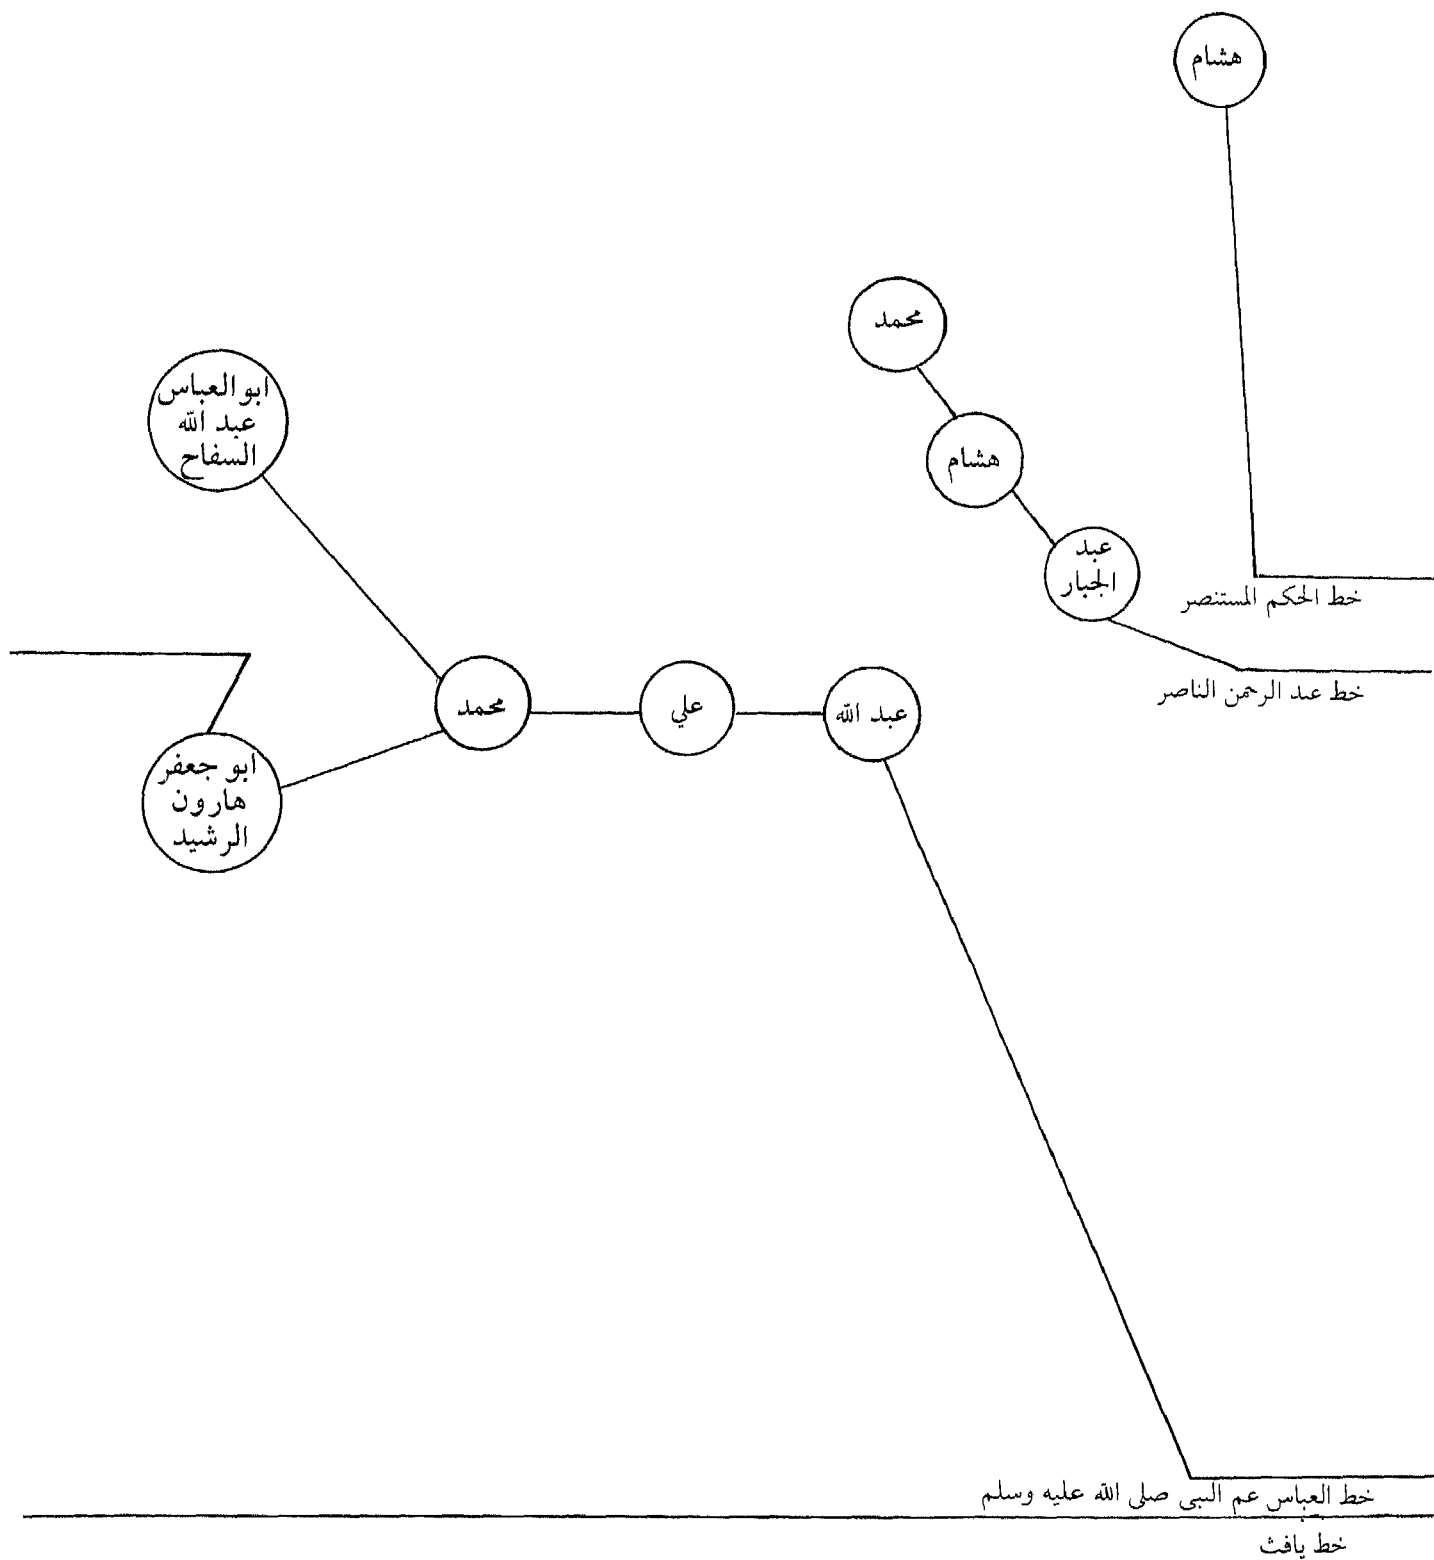 هشام
محمد
هشام
عبد
الجبار
خط الحكم المستنصر
خط عبد الرحمن الناصر
ابو العباس
عبد الله
السفاح
عبد الله
علي
محمد
ابو جعفر
هارون
الرشيد
خط العباس عم النبى صلى الله عليه وسلم
خط يافث